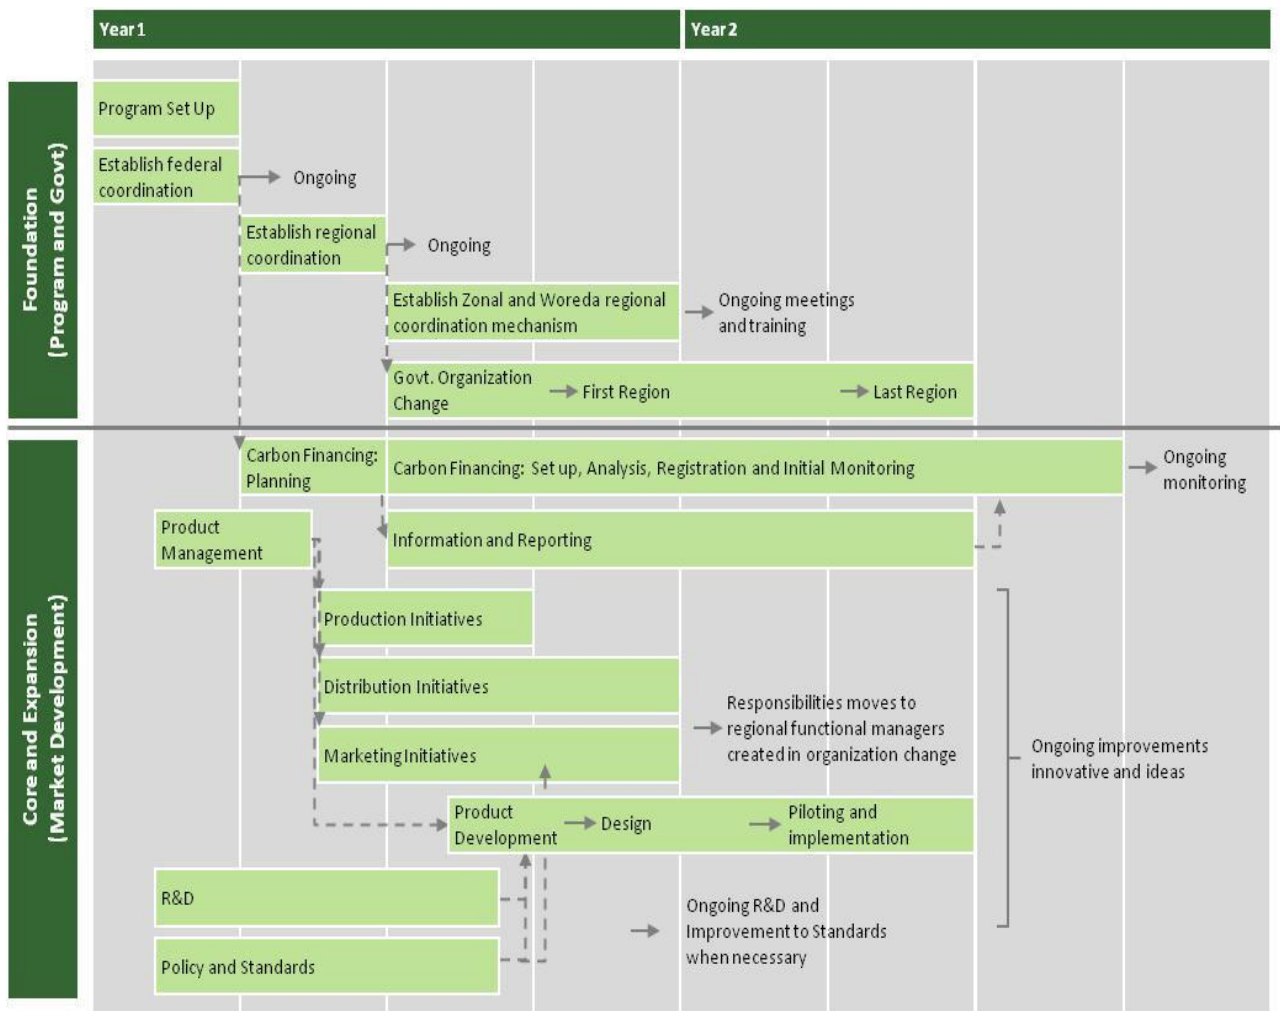 Year 1
Year 2
Foundation
(Program and Govt)
Program Set Up
Establish federal
coordination
Ongoing
Establish regional
coordination
Ongoing
Establish Zonal and Woreda regional
coordination mechanism
Ongoing meetings
and training
Govt. Organization
Change
First Region
Last Region
Core and Expansion
(Market Development)
Carbon Financing:
Planning
Carbon Financing: Set up, Analysis, Registration and Initial Monitoring
Ongoing
monitoring
Product
Management
Information and Reporting
Production Initiatives
Distribution Initiatives
Marketing Initiatives
Responsibilities moves to
regional functional managers
created in organization change
Ongoing improvements
innovative and ideas
Product
Development
Design
Piloting and
implementation
R&D
Ongoing R&D and
Improvement to Standards
when necessary
Policy and Standards